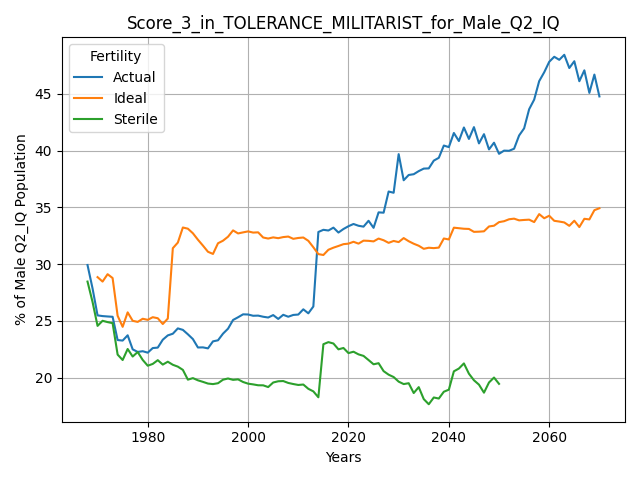 Score_3_in_TOLERANCE_MILITARIST_for_Male_Q2_IQ
Fertility
Actual
Ideal
Sterile
% of Male Q2_IQ Population
45
40
35
30
25
20
1980
2000
2020
2040
2060
Years